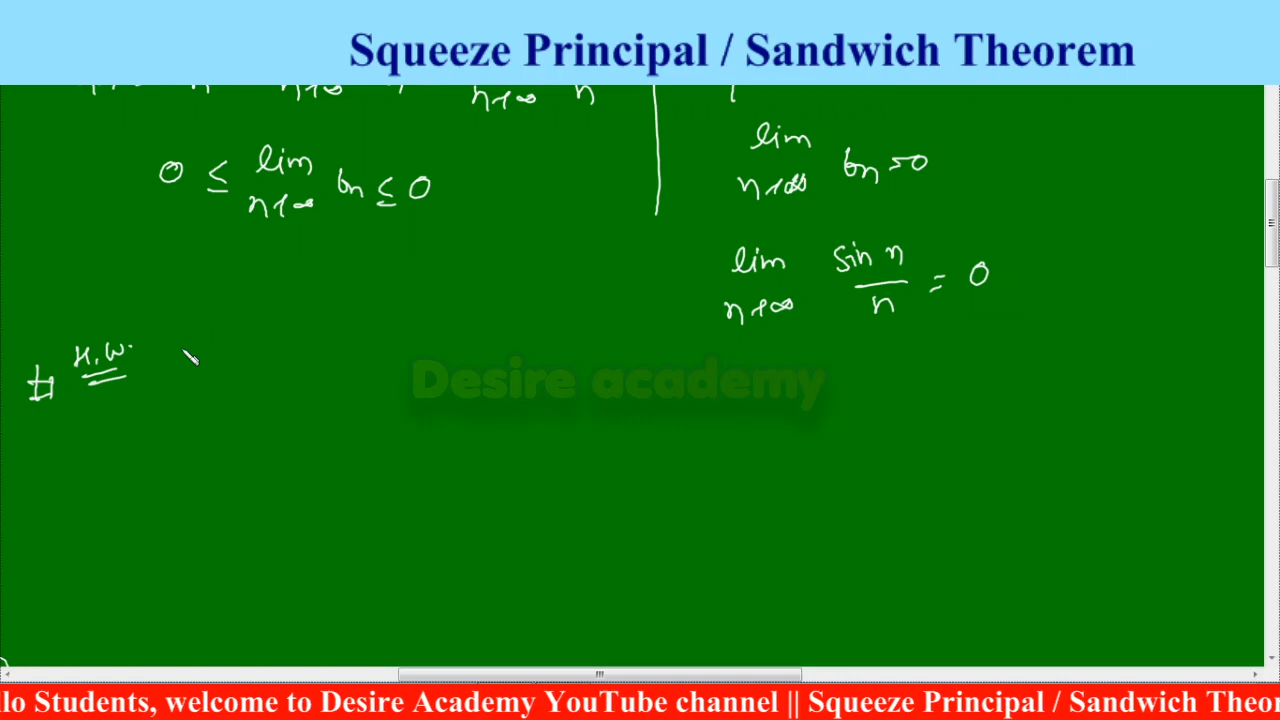 Squeeze Principal / Sandwich Theorem
n→∞ n
0 ≤ lim n→∞ bn ≤ 0
lim n→∞ bn = 0
lim n→∞ sin n / n = 0
# H.W.
Desire academy
llo Students, welcome to Desire Academy YouTube channel || Squeeze Principal / Sandwich Theor